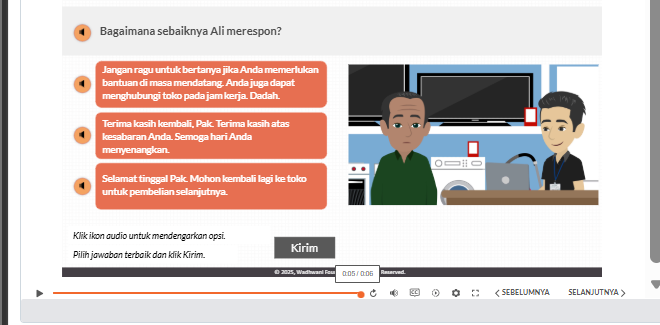 Bagaimana sebaiknya Ali merespon?
Jangan ragu untuk bertanya jika Anda memerlukan
bantuan di masa mendatang. Anda juga dapat
menghubungi toko pada jam kerja. Dadah.
Terima kasih kembali, Pak. Terima kasih atas
kesabaran Anda. Semoga hari Anda
menyenangkan.
Selamat tinggal Pak. Mohon kembali lagi ke toko
untuk pembelian selanjutnya.
Klik ikon audio untuk mendengarkan opsi.
Pilih jawaban terbaik dan klik Kirim.
Kirim
© 2025, Wadhwani Fou
Reserved.
0:05 / 0:06
SEBELUMNYA
SELANJUTNYA